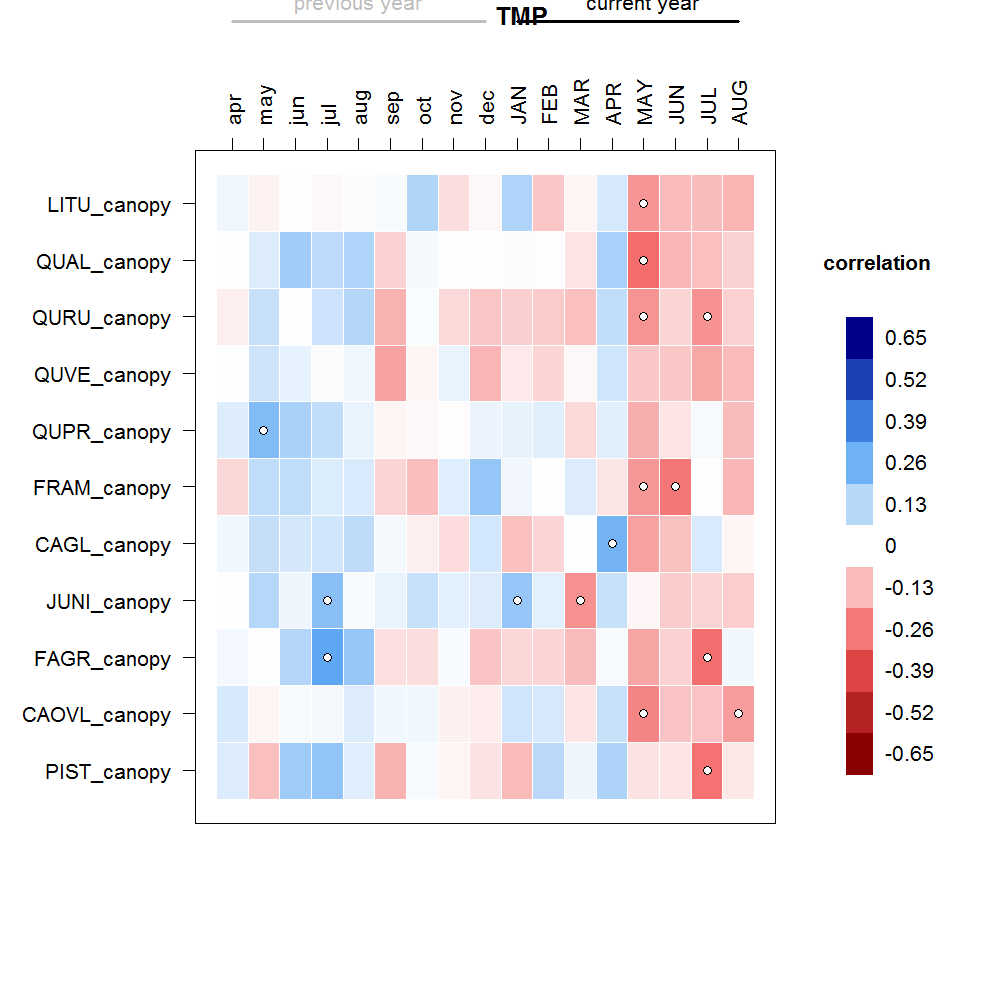 previous year
current year
TMP
apr
may
jun
jul
aug
sep
oct
nov
dec
JAN
FEB
MAR
APR
MAY
JUN
JUL
AUG
LITU_canopy
QUAL_canopy
QURU_canopy
QUVE_canopy
QUPR_canopy
FRAM_canopy
CAGL_canopy
JUNI_canopy
FAGR_canopy
CAOVL_canopy
PIST_canopy
correlation
0.65
0.52
0.39
0.26
0.13
0
-0.13
-0.26
-0.39
-0.52
-0.65